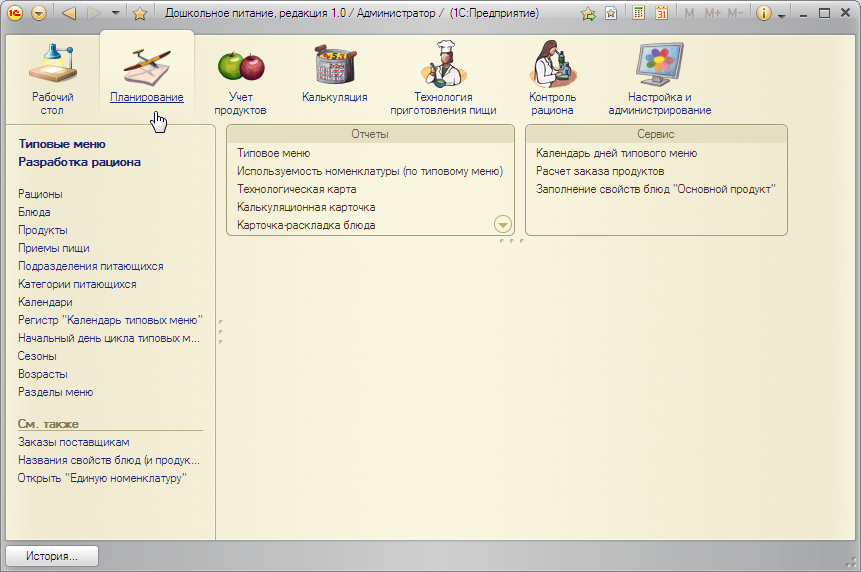 Дошкольное питание, редакция 1.0 / Администратор / (1С:Предприятие)
M M+ M-
31
Рабочий
стол
Планирование
Учет
продуктов
Калькуляция
Технология
приготовления пищи
Контроль
рациона
Настройка и
администрирование
Типовые меню
Разработка рациона
Рационы
Блюда
Продукты
Приемы пищи
Подразделения питающихся
Категории питающихся
Календари
Регистр "Календарь типовых меню"
Начальный день цикла типовых м...
Сезоны
Возрасты
Разделы меню
См. также
Заказы поставщикам
Названия свойств блюд (и продук...
Открыть "Единую номенклатуру"
Отчеты
Типовое меню
Используемость номенклатуры (по типовому меню)
Технологическая карта
Калькуляционная карточка
Карточка-раскладка блюда
Сервис
Календарь дней типового меню
Расчет заказа продуктов
Заполнение свойств блюд "Основной продукт"
История...